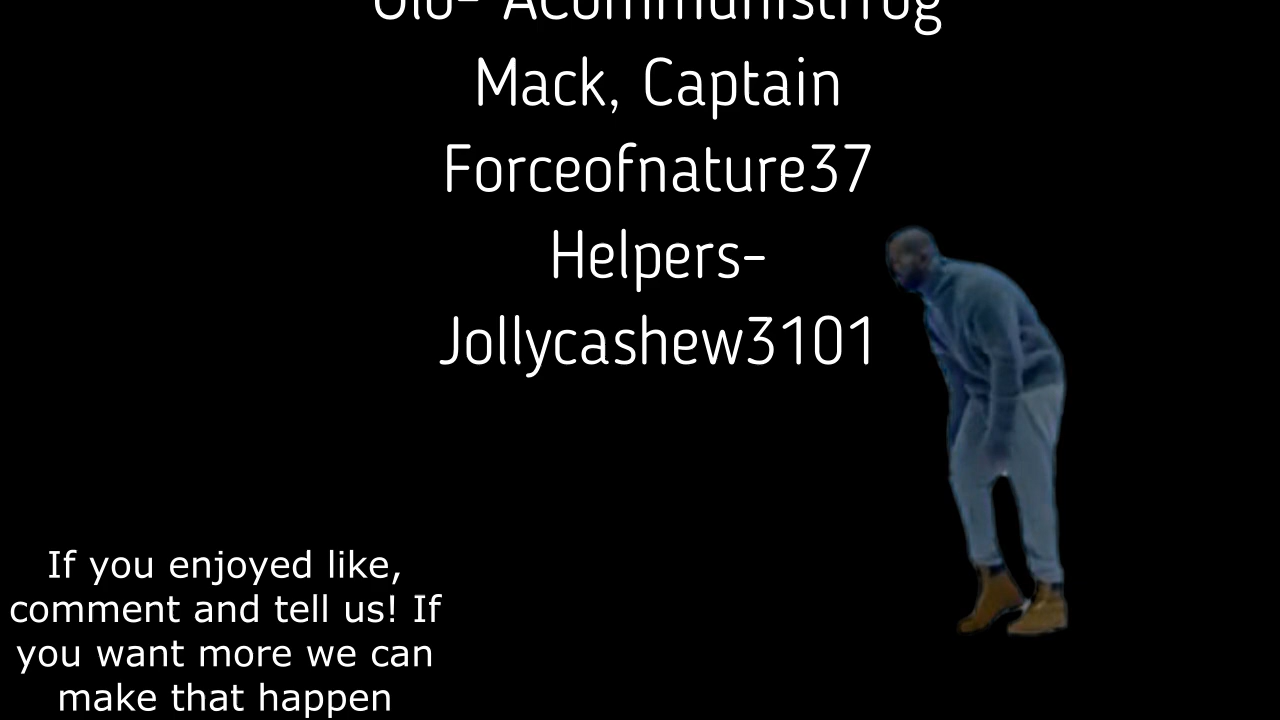 Mack, Captain
Forceofnature37
Helpers-
Jollycashew3101
If you enjoyed like,
comment and tell us! If
you want more we can
make that happen